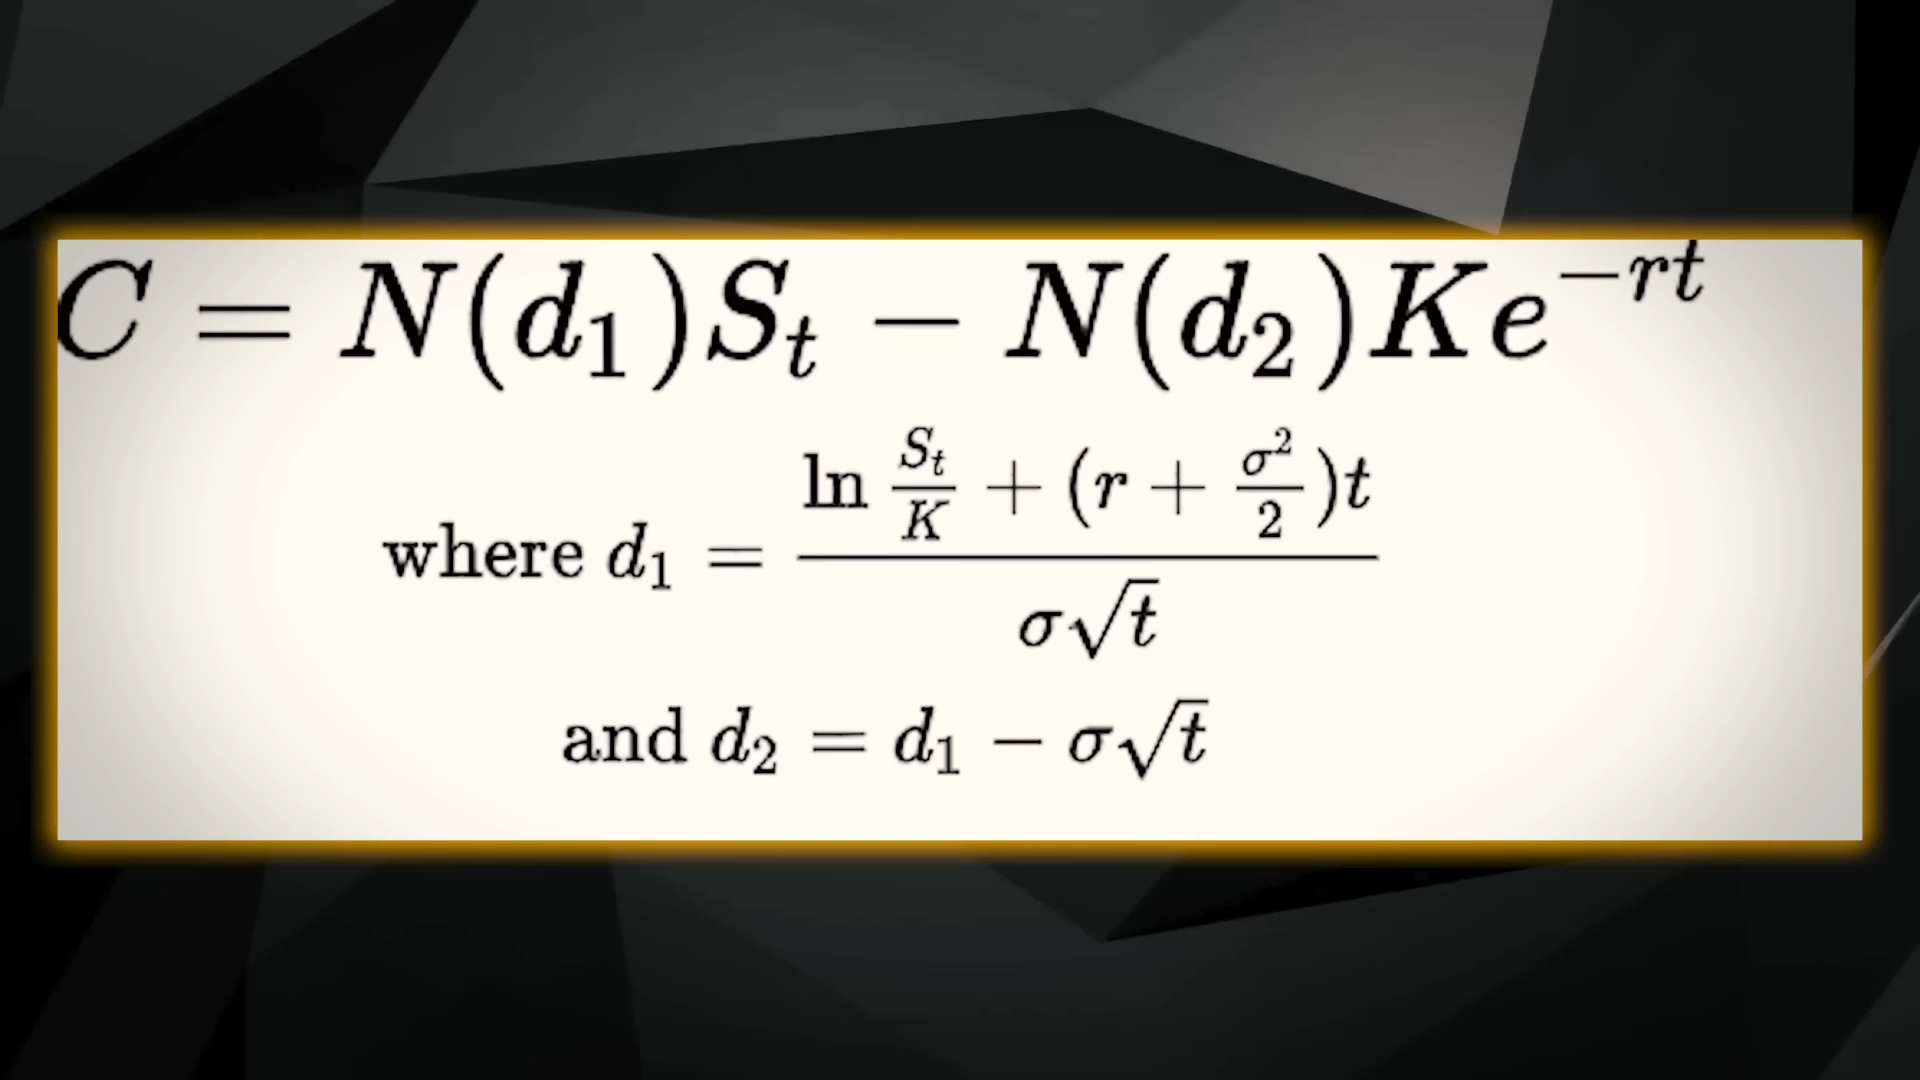 C = N(d₁)Sₜ − N(d₂)Ke⁻ʳᵗ
where d₁ = (ln Sₜ/K + (r + σ²/2)t) / σ√t
and d₂ = d₁ − σ√t